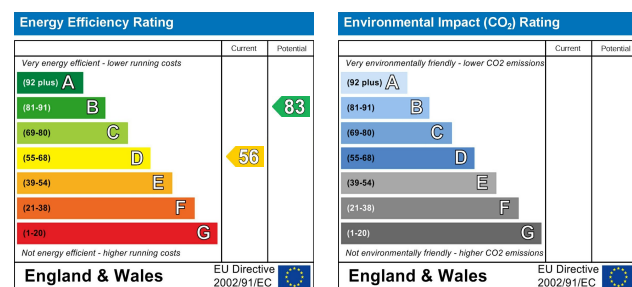 Energy Efficiency Rating
Current Potential
Very energy efficient - lower running costs
(92 plus) A
(81-91) B
83
(69-80) C
(55-68) D
56
(39-54) E
(21-38) F
(1-20) G
Not energy efficient - higher running costs
England & Wales
EU Directive
2002/91/EC
Environmental Impact (CO₂) Rating
Current Potential
Very environmentally friendly - lower CO2 emissions
(92 plus) A
(81-91) B
(69-80) C
(55-68) D
(39-54) E
(21-38) F
(1-20) G
Not environmentally friendly - higher CO2 emissions
England & Wales
EU Directive
2002/91/EC